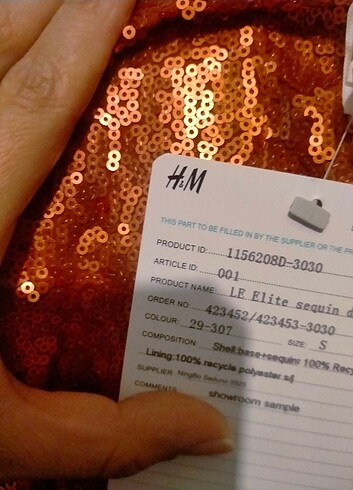 H&M
THIS PART TO BE FILLED IN BY THE SUPPLIER OR THE
PRODUCT ID: 1156208D-3030
ARTICLE ID: 001
PRODUCT NAME: LE Elite sequin d
ORDER NO: 423452/423453-3030
COLOUR: 29-307 SIZE: S
COMPOSITION: Shell base+sequins 100% Recy
Lining:100% recycle polyester
SUPPLIER: Ningbo
COMMENTS: showroom sample